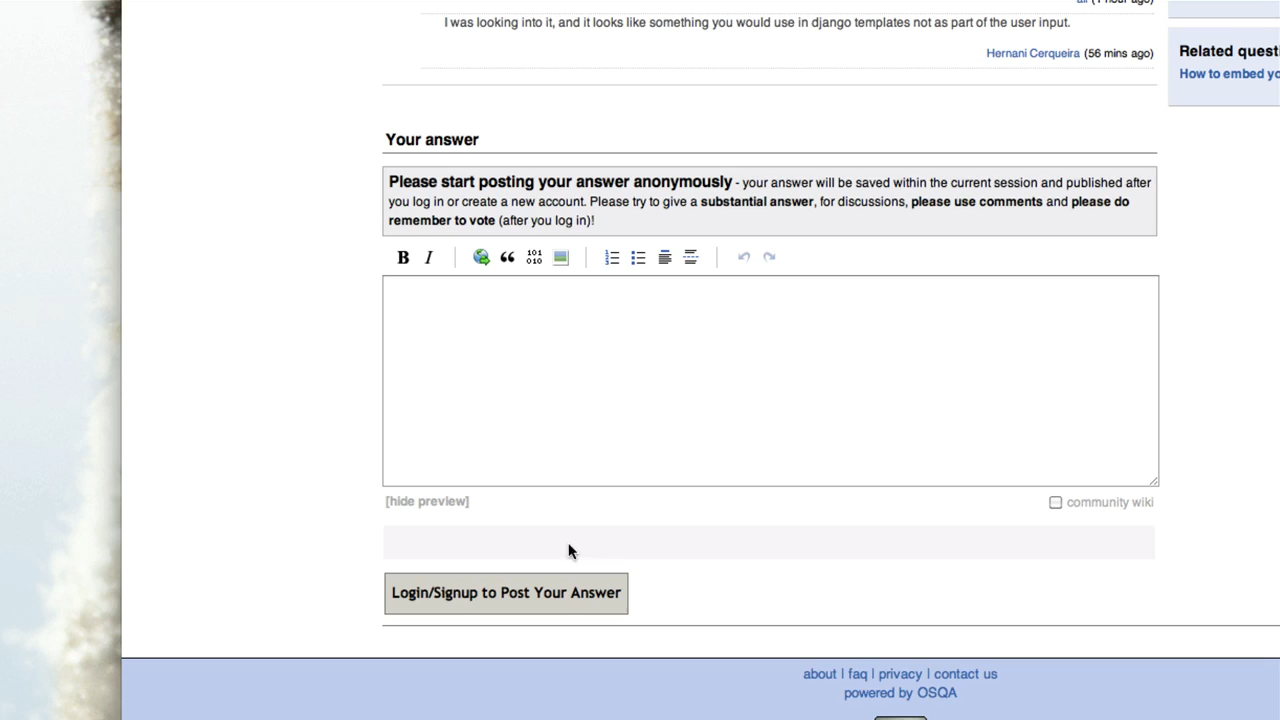 (1 hour ago)
I was looking into it, and it looks like something you would use in django templates not as part of the user input.
Hernani Cerqueira (56 mins ago)
Related questi
How to embed yo
Your answer
Please start posting your answer anonymously - your answer will be saved within the current session and published after
you log in or create a new account. Please try to give a substantial answer, for discussions, please use comments and please do
remember to vote (after you log in)!
B I
101
010
[hide preview]
community wiki
Login/Signup to Post Your Answer
about | faq | privacy | contact us
powered by OSQA